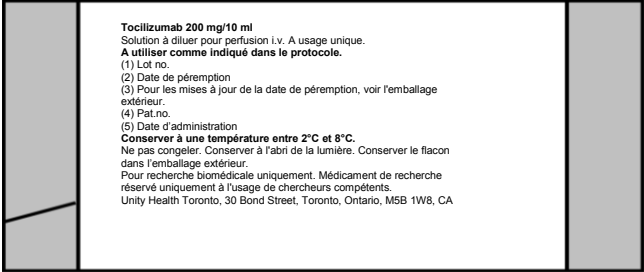 Tocilizumab 200 mg/10 ml
Solution à diluer pour perfusion i.v. A usage unique.
A utiliser comme indiqué dans le protocole.
(1) Lot no.
(2) Date de péremption
(3) Pour les mises à jour de la date de péremption, voir l'emballage
extérieur.
(4) Pat.no.
(5) Date d'administration
Conserver à une température entre 2°C et 8°C.
Ne pas congeler. Conserver à l'abri de la lumière. Conserver le flacon
dans l'emballage extérieur.
Pour recherche biomédicale uniquement. Médicament de recherche
réservé uniquement à l'usage de chercheurs compétents.
Unity Health Toronto, 30 Bond Street, Toronto, Ontario, M5B 1W8, CA